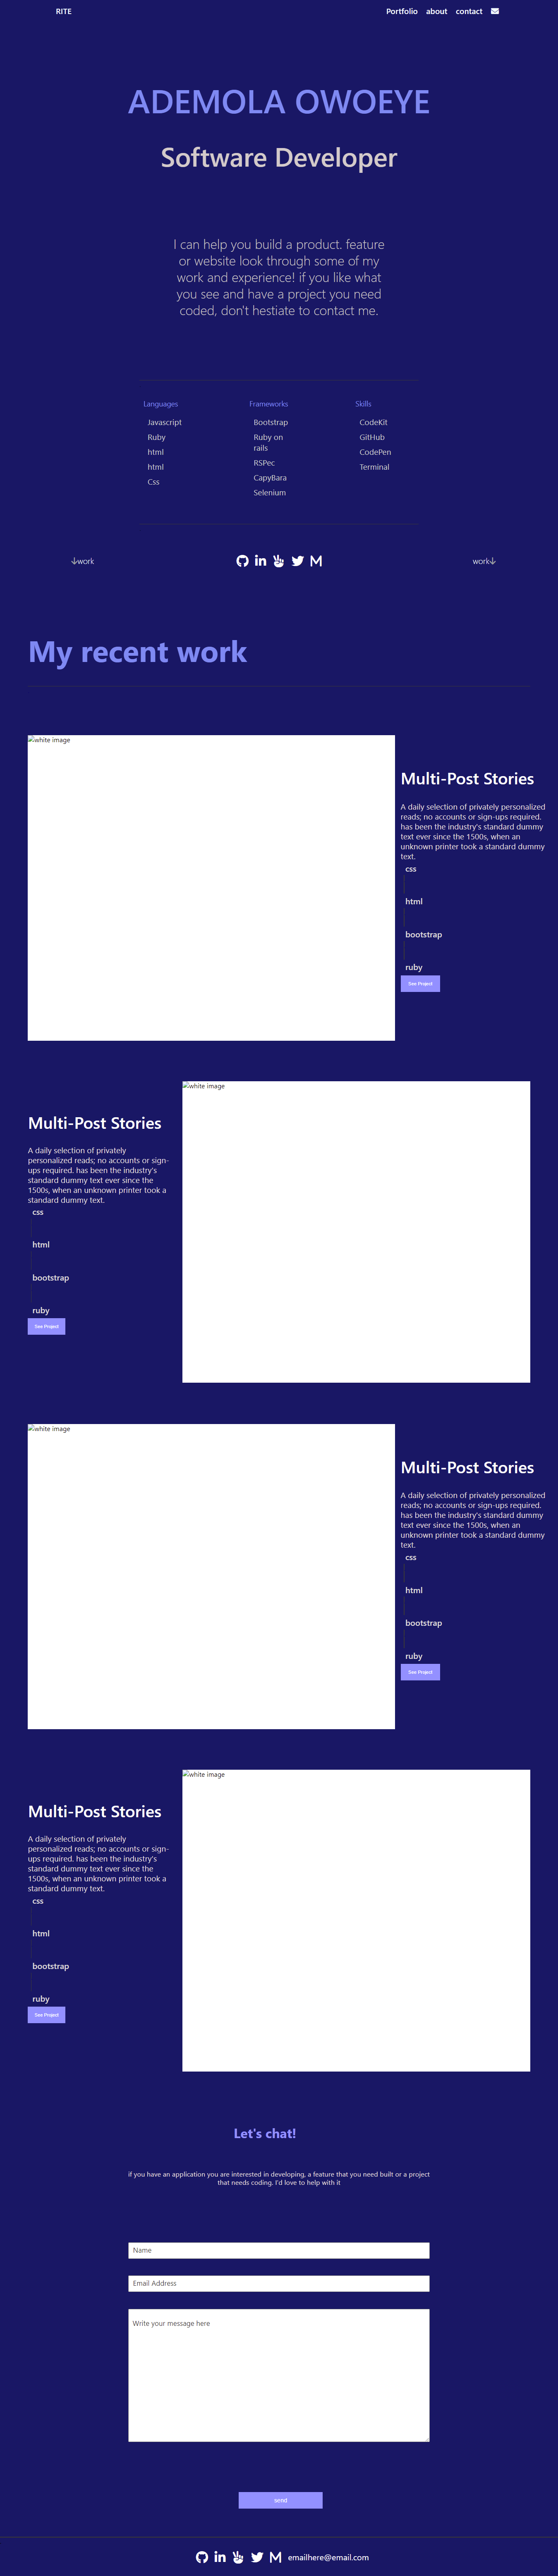 RITE
Portfolio about contact
ADEMOLA OWOEYE
Software Developer
I can help you build a product. feature
or website look through some of my
work and experience! if you like what
you see and have a project you need
coded, don't hestiate to contact me.
Languages
Javascript
Ruby
html
html
Css
Frameworks
Bootstrap
Ruby on
rails
RSPec
CapyBara
Selenium
Skills
CodeKit
GitHub
CodePen
Terminal
↓work
work↓
My recent work
white image
Multi-Post Stories
A daily selection of privately personalized
reads; no accounts or sign-ups required.
has been the industry's standard dummy
text ever since the 1500s, when an
unknown printer took a standard dummy
text.
css
html
bootstrap
ruby
See Project
Multi-Post Stories
A daily selection of privately
personalized reads; no accounts or sign-
ups required. has been the industry's
standard dummy text ever since the
1500s, when an unknown printer took a
standard dummy text.
css
html
bootstrap
ruby
See Project
white image
white image
Multi-Post Stories
A daily selection of privately personalized
reads; no accounts or sign-ups required.
has been the industry's standard dummy
text ever since the 1500s, when an
unknown printer took a standard dummy
text.
css
html
bootstrap
ruby
See Project
Multi-Post Stories
A daily selection of privately
personalized reads; no accounts or sign-
ups required. has been the industry's
standard dummy text ever since the
1500s, when an unknown printer took a
standard dummy text.
css
html
bootstrap
ruby
See Project
white image
Let's chat!
if you have an application you are interested in developing, a feature that you need built or a project
that needs coding. I'd love to help with it
Name
Email Address
Write your message here
send
emailhere@email.com